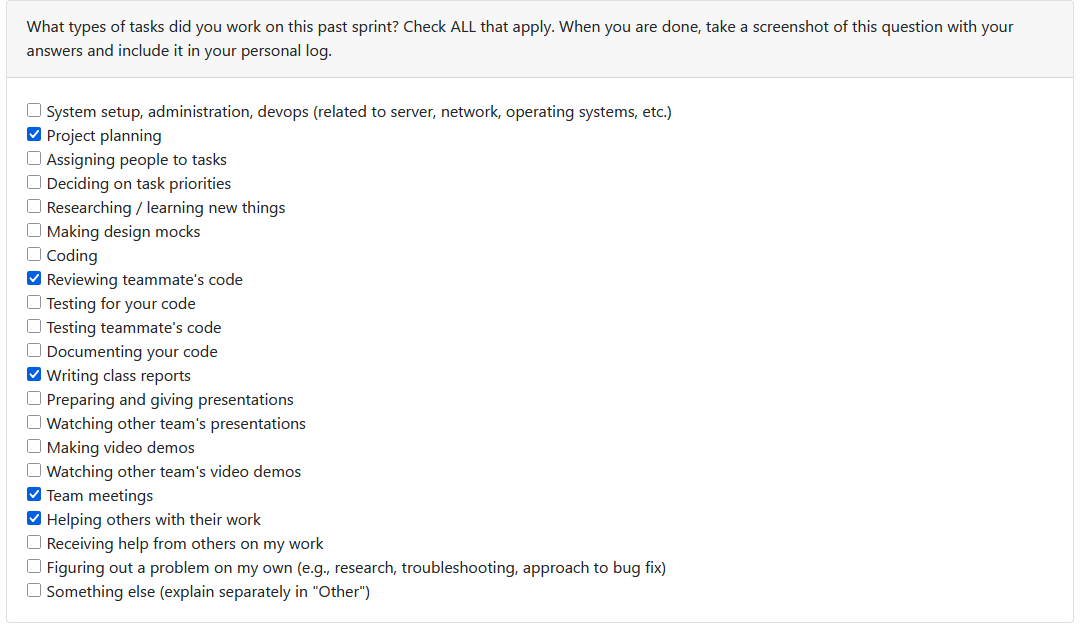 What types of tasks did you work on this past sprint? Check ALL that apply. When you are done, take a screenshot of this question with your
answers and include it in your personal log.
System setup, administration, devops (related to server, network, operating systems, etc.)
Project planning
Assigning people to tasks
Deciding on task priorities
Researching / learning new things
Making design mocks
Coding
Reviewing teammate's code
Testing for your code
Testing teammate's code
Documenting your code
Writing class reports
Preparing and giving presentations
Watching other team's presentations
Making video demos
Watching other team's video demos
Team meetings
Helping others with their work
Receiving help from others on my work
Figuring out a problem on my own (e.g., research, troubleshooting, approach to bug fix)
Something else (explain separately in "Other")